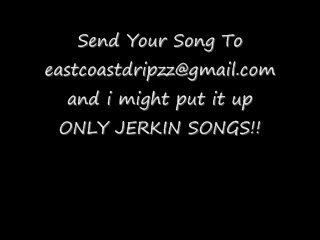 Send Your Song To
eastcoastdripzz@gmail.com
and i might put it up
ONLY JERKIN SONGS!!